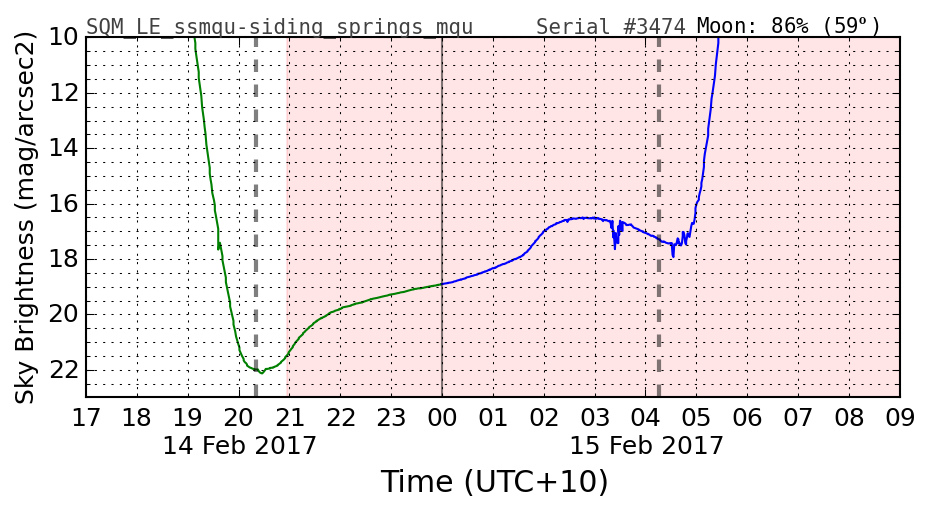 SQM_LE_ssmqu-siding_springs_mqu Serial #3474 Moon: 86% (59°)
Sky Brightness (mag/arcsec2)
10
12
14
16
18
20
22
17 18 19 20 21 22 23 00 01 02 03 04 05 06 07 08 09
14 Feb 2017 15 Feb 2017
Time (UTC+10)